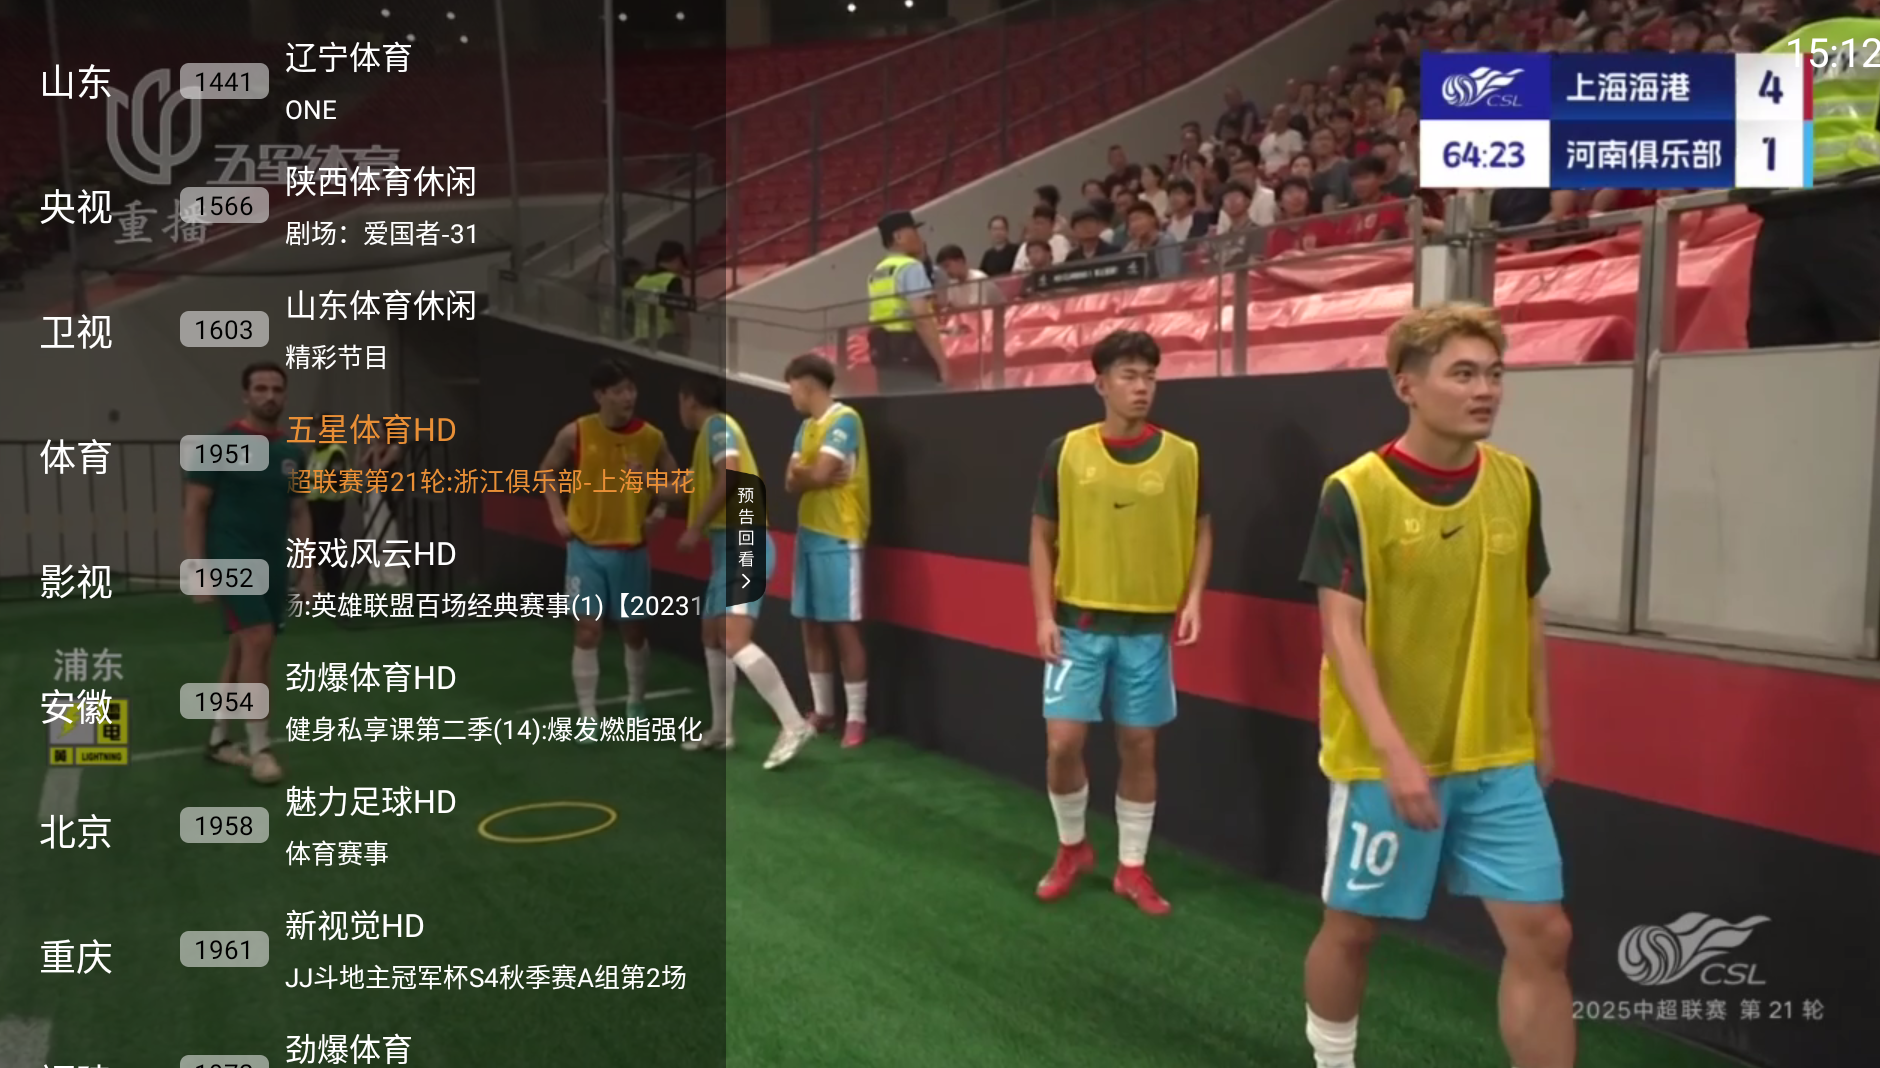 山东
央视
卫视
体育
影视
安徽
北京
重庆
1441
辽宁体育
ONE
1566
陕西体育休闲
剧场：爱国者-31
1603
山东体育休闲
精彩节目
1951
五星体育HD
超联赛第21轮:浙江俱乐部-上海申花
1952
游戏风云HD
场:英雄联盟百场经典赛事(1)【20231
1954
劲爆体育HD
健身私享课第二季(14):爆发燃脂强化
1958
魅力足球HD
体育赛事
1961
新视觉HD
JJ斗地主冠军杯S4秋季赛A组第2场
劲爆体育
五星体育
重播
浦东
雷电
黄 LIGHTNING
预告回看
15:12
CSL 上海海港 4
64:23 河南俱乐部 1
17
10
10
CSL
2025中超联赛 第 21 轮